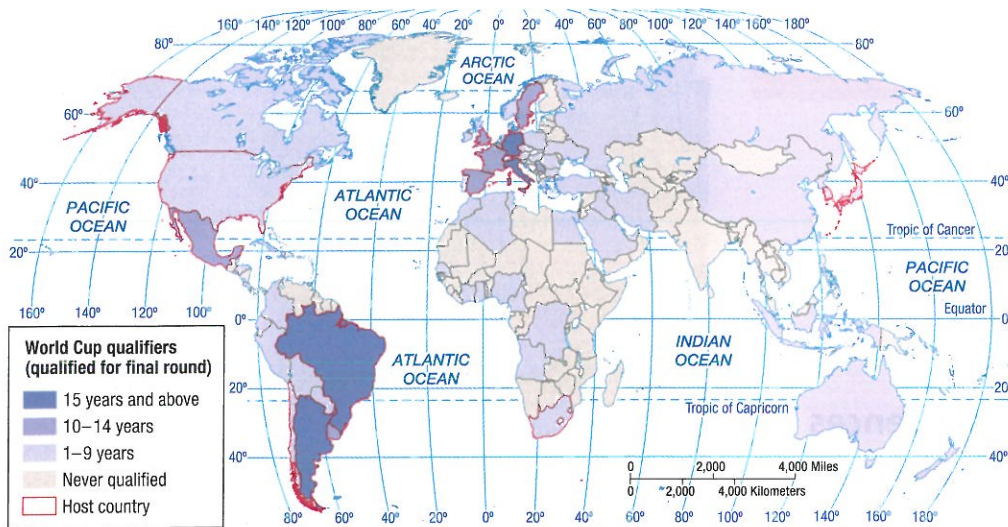 160° 140° 120° 100° 80° 60° 40° 20° 0° 20° 40° 60° 80° 100° 120° 140° 160° 180°
80° 80°
ARCTIC
OCEAN
60° 60°
40° 40°
PACIFIC
OCEAN
ATLANTIC
OCEAN
Tropic of Cancer
20° 20°
PACIFIC
OCEAN
Equator
160° 140° 120° 100°
0° 0°
INDIAN
OCEAN
ATLANTIC
OCEAN
20° 20°
Tropic of Capricorn
40° 40°
World Cup qualifiers
(qualified for final round)
15 years and above
10–14 years
1–9 years
Never qualified
Host country
0 2,000 4,000 Miles
0 2,000 4,000 Kilometers
80° 60° 40° 20° 0° 20° 40° 60° 80° 100° 120° 140° 160° 180°